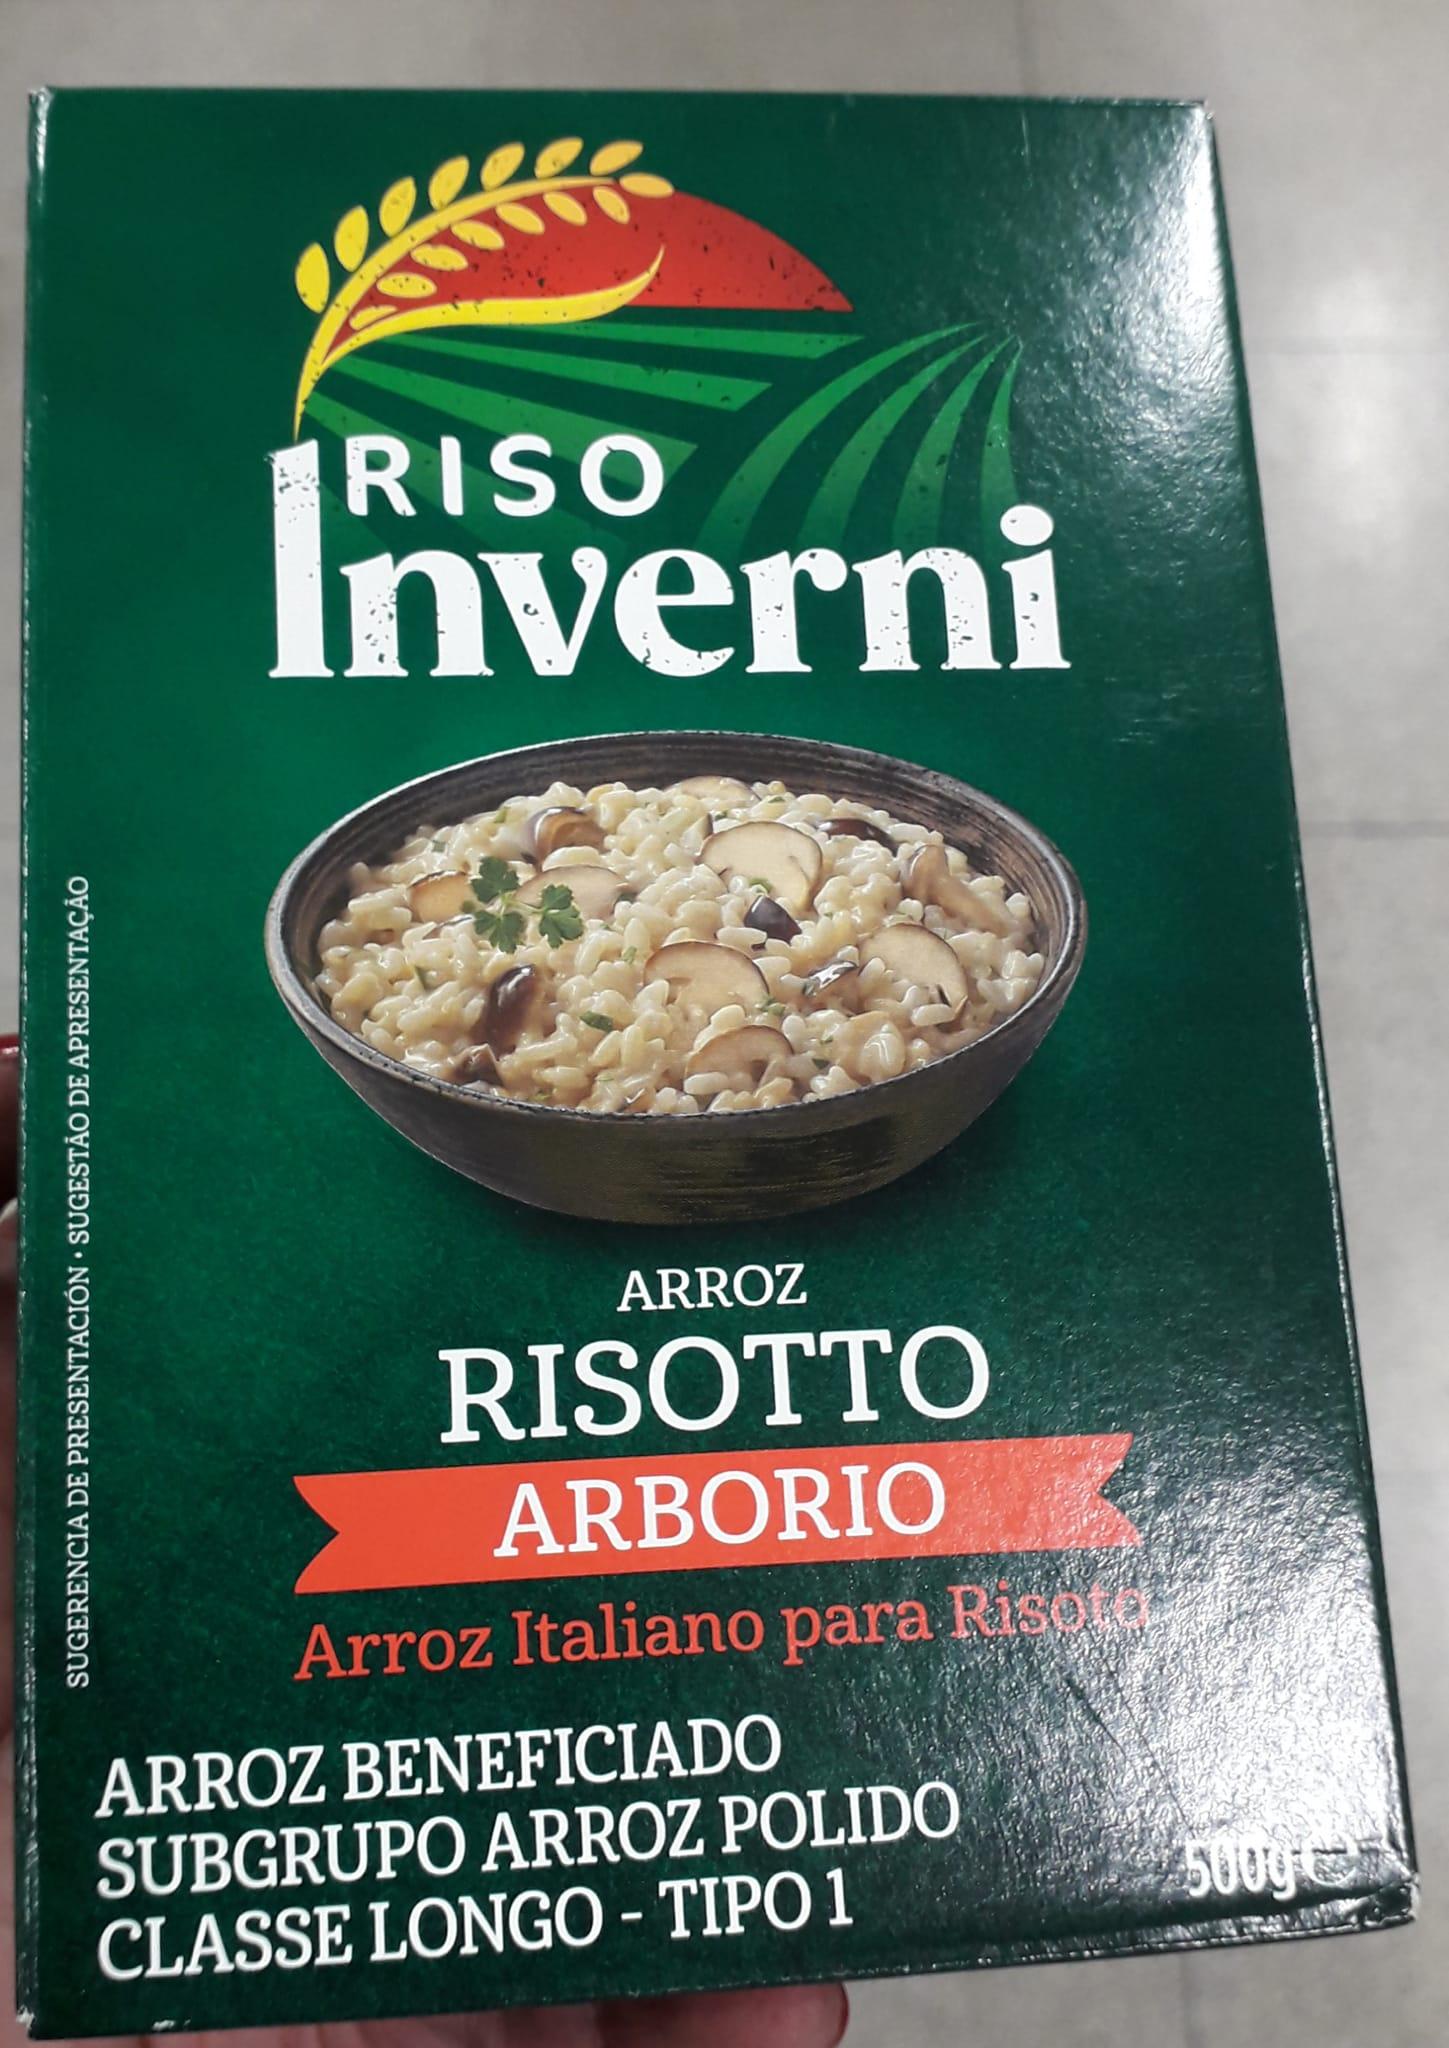 RISO
Inverni
SUGERENCIA DE PRESENTACIÓN • SUGESTÃO DE APRESENTAÇÃO
ARROZ
RISOTTO
ARBORIO
Arroz Italiano para Risoto
ARROZ BENEFICIADO
SUBGRUPO ARROZ POLIDO
CLASSE LONGO - TIPO 1
500g ℮